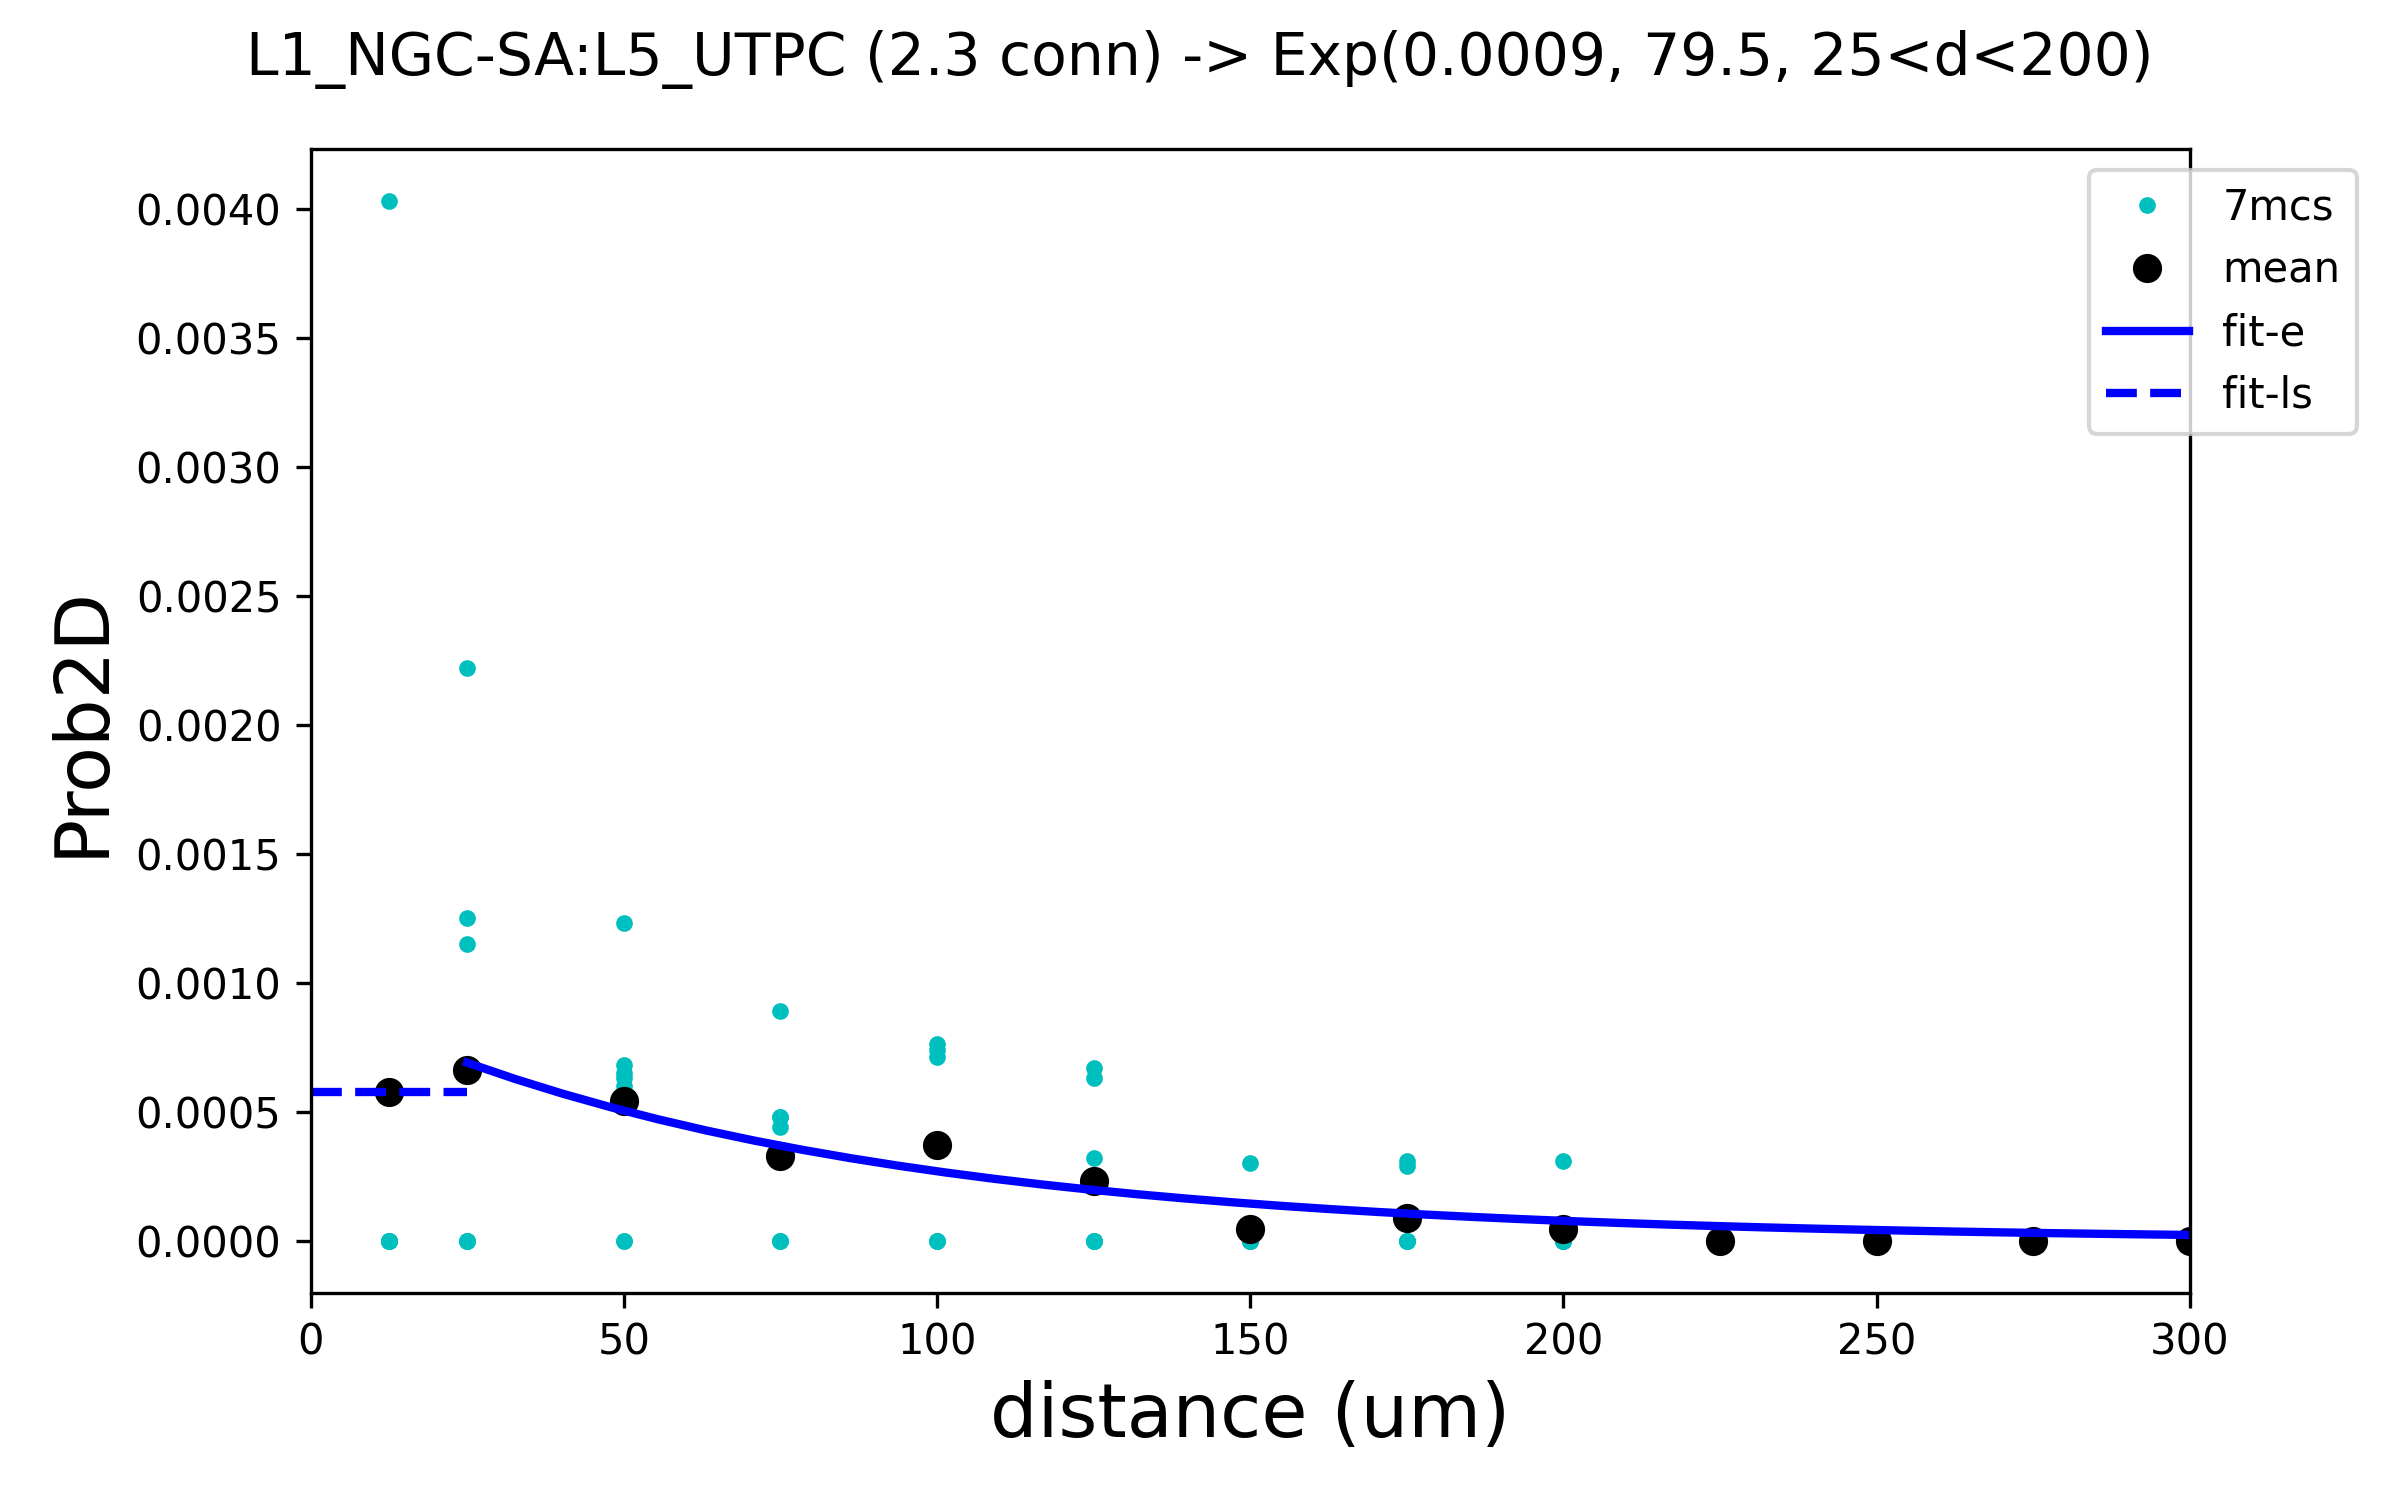 L1_NGC-SA:L5_UTPC (2.3 conn) -> Exp(0.0009, 79.5, 25<d<200)
7mcs
mean
fit-e
fit-ls
Prob2D
0.0040
0.0035
0.0030
0.0025
0.0020
0.0015
0.0010
0.0005
0.0000
0 50 100 150 200 250 300
distance (um)